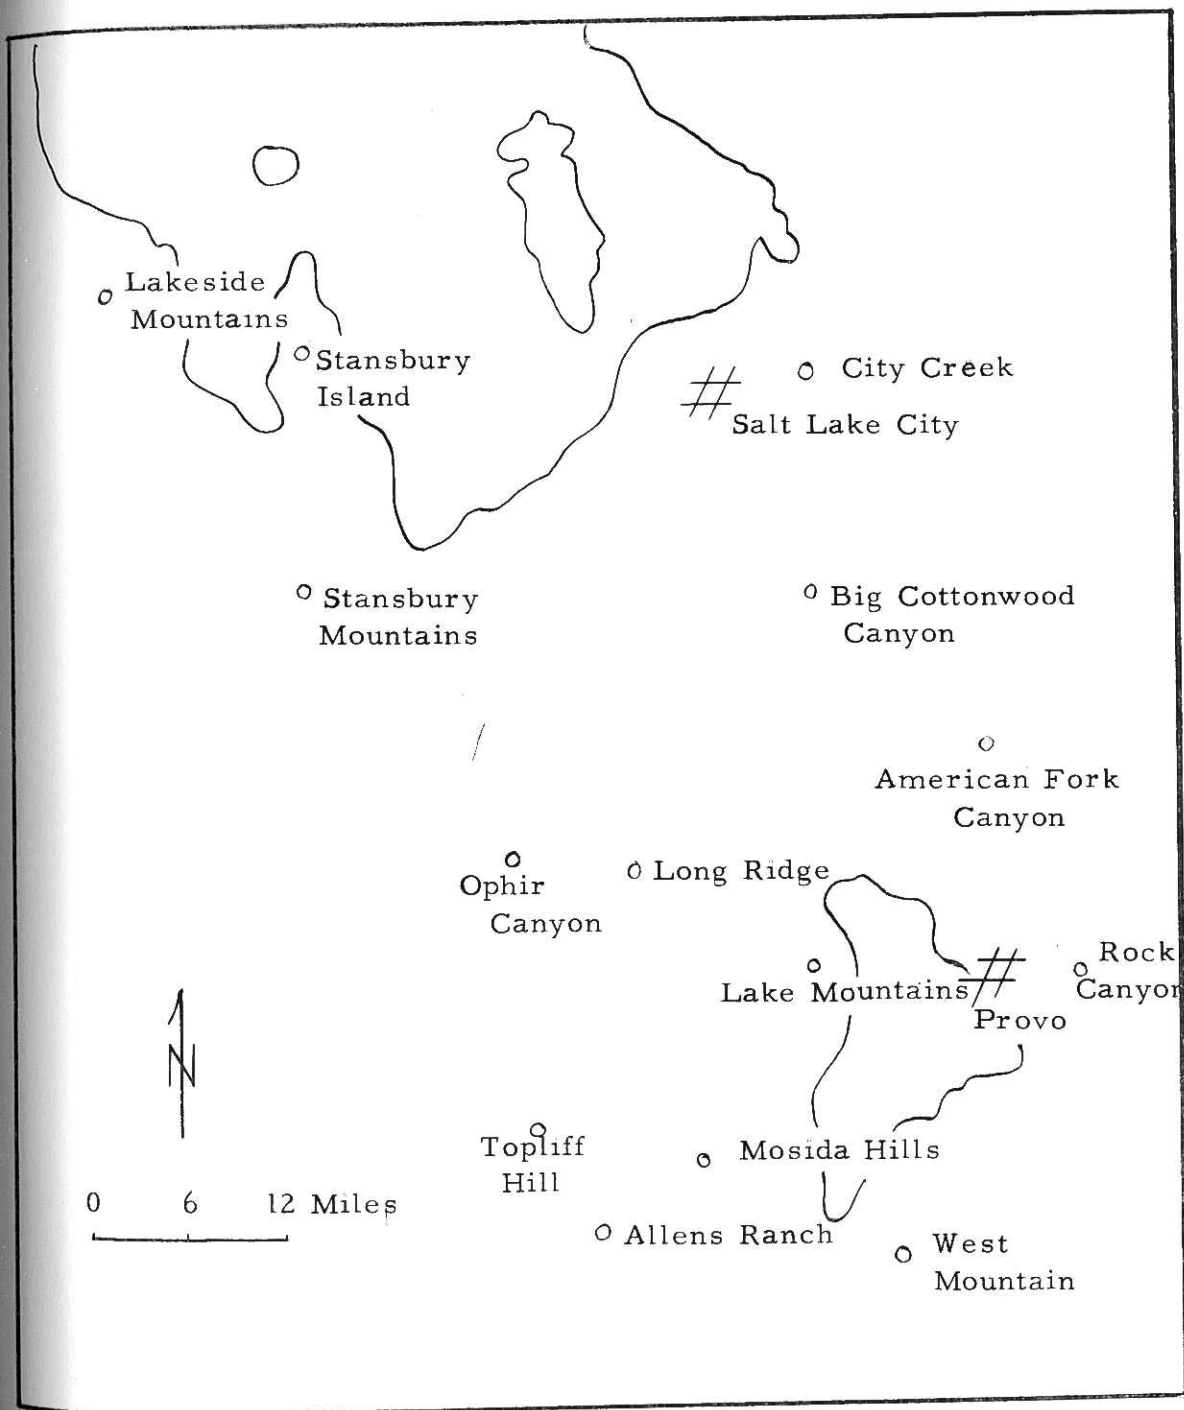 Lakeside
Mountains
Stansbury
Island
City Creek
Salt Lake City
Stansbury
Mountains
Big Cottonwood
Canyon
American Fork
Canyon
Ophir
Canyon
Long Ridge
Rock
Canyon
Lake Mountains
Provo
N
Topliff
Hill
Mosida Hills
0 6 12 Miles
Allens Ranch
West
Mountain